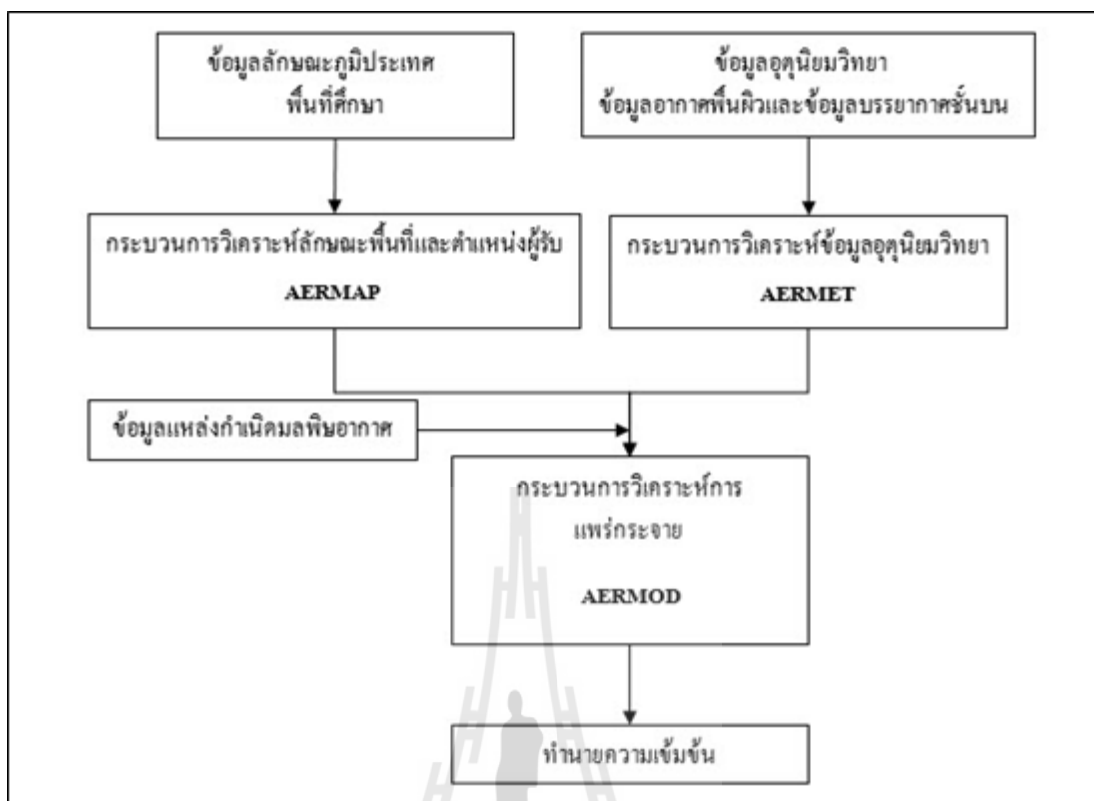 ข้อมูลลักษณะภูมิประเทศ
พื้นที่ศึกษา
ข้อมูลอุตุนิยมวิทยา
ข้อมูลอากาศพื้นผิวและข้อมูลบรรยากาศชั้นบน
กระบวนการวิเคราะห์ลักษณะพื้นที่และตำแหน่งผู้รับ
AERMAP
กระบวนการวิเคราะห์ข้อมูลอุตุนิยมวิทยา
AERMET
ข้อมูลแหล่งกำเนิดมลพิษอากาศ
กระบวนการวิเคราะห์การ
แพร่กระจาย
AERMOD
ทำนายความเข้มข้น